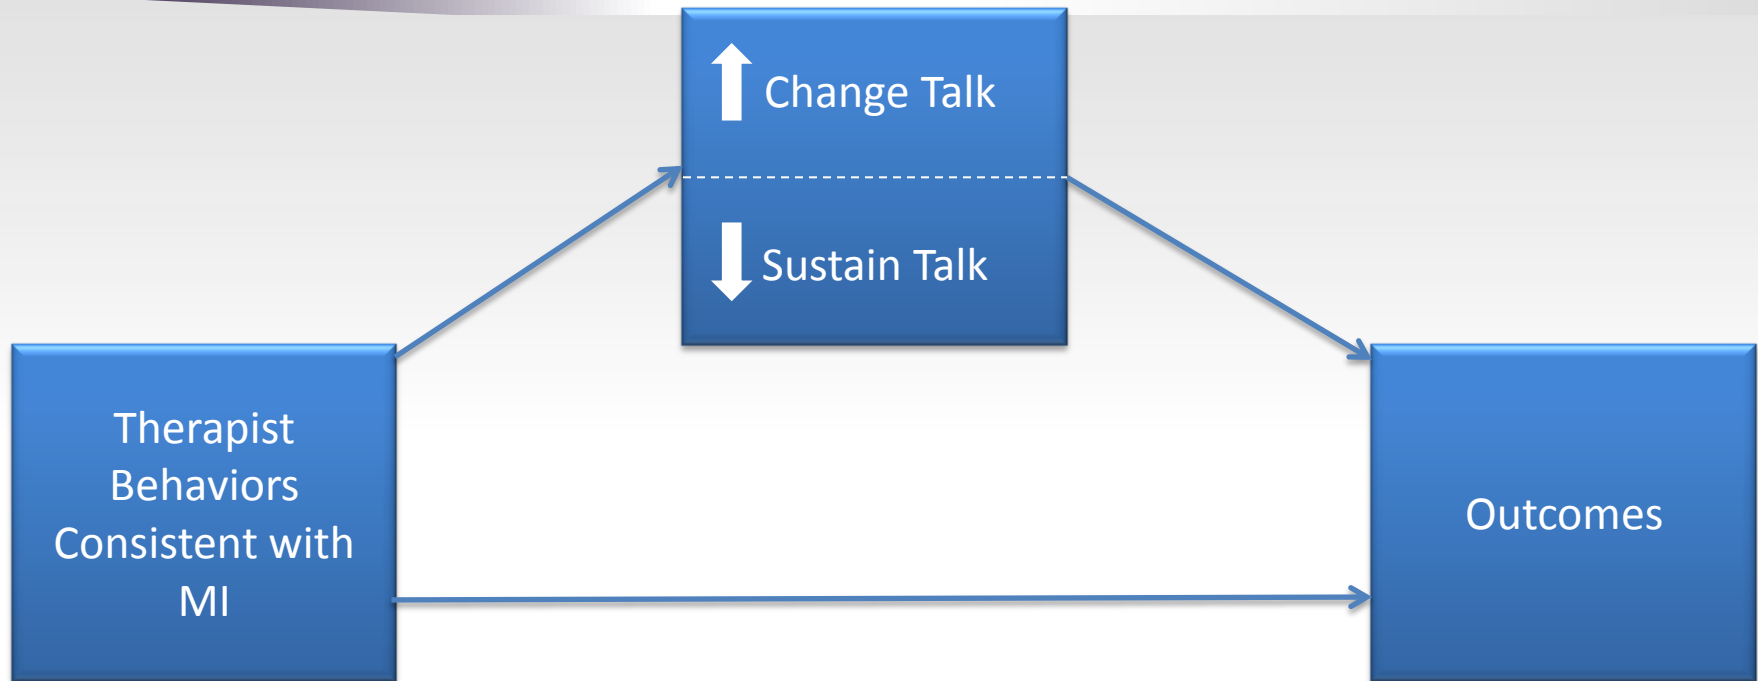 Change Talk
Sustain Talk
Therapist
Behaviors
Consistent with
MI
Outcomes